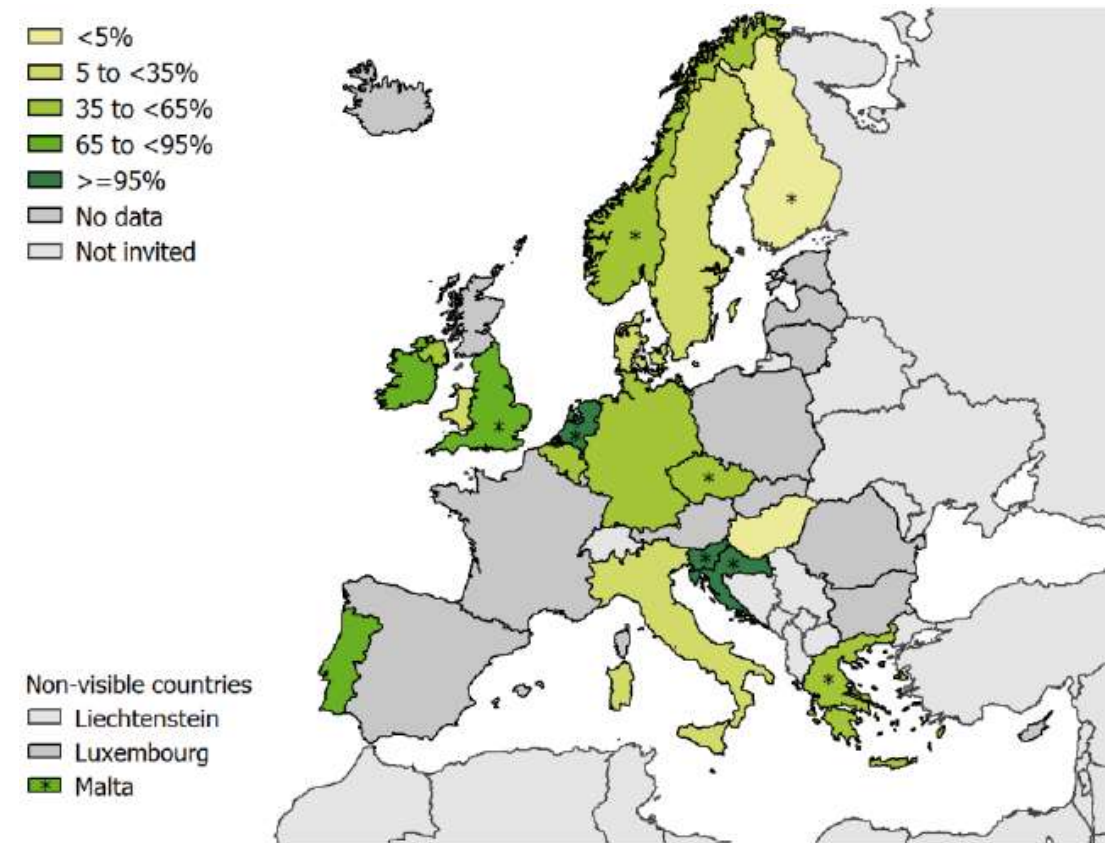 <5%
5 to <35%
35 to <65%
65 to <95%
>=95%
No data
Not invited
Non-visible countries
Liechtenstein
Luxembourg
* Malta